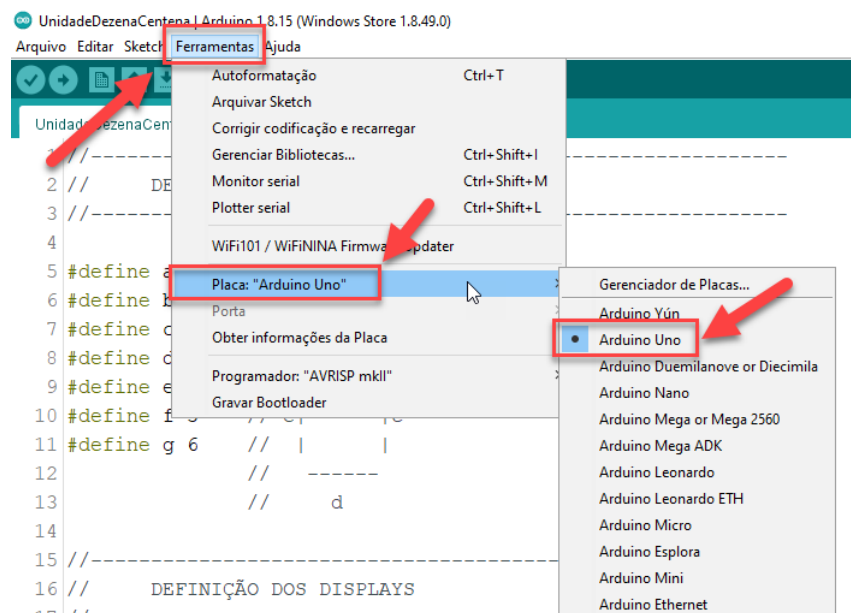 UnidadeDezenaCentena | Arduino 1.8.15 (Windows Store 1.8.49.0)
Arquivo Editar Sketch Ferramentas Ajuda
Autoformatação Ctrl+T
Arquivar Sketch
Corrigir codificação e recarregar
Gerenciar Bibliotecas... Ctrl+Shift+I
Monitor serial Ctrl+Shift+M
Plotter serial Ctrl+Shift+L
WiFi101 / WiFiNINA Firmware Updater
Placa: "Arduino Uno"
Porta
Obter informações da Placa
Programador: "AVRISP mkII"
Gravar Bootloader
Gerenciador de Placas...
Arduino Yún
Arduino Uno
Arduino Duemilanove or Diecimila
Arduino Nano
Arduino Mega or Mega 2560
Arduino Mega ADK
Arduino Leonardo
Arduino Leonardo ETH
Arduino Micro
Arduino Esplora
Arduino Mini
Arduino Ethernet
1 //-----------------------------------------------
2 // DE
3 //-----------------------------------------------
4
5 #define a
6 #define b
7 #define c
8 #define d
9 #define e
10 #define f
11 #define g 6 // | |
12 // ------
13 // d
14
15 //---------------------------------
16 // DEFINIÇÃO DOS DISPLAYS